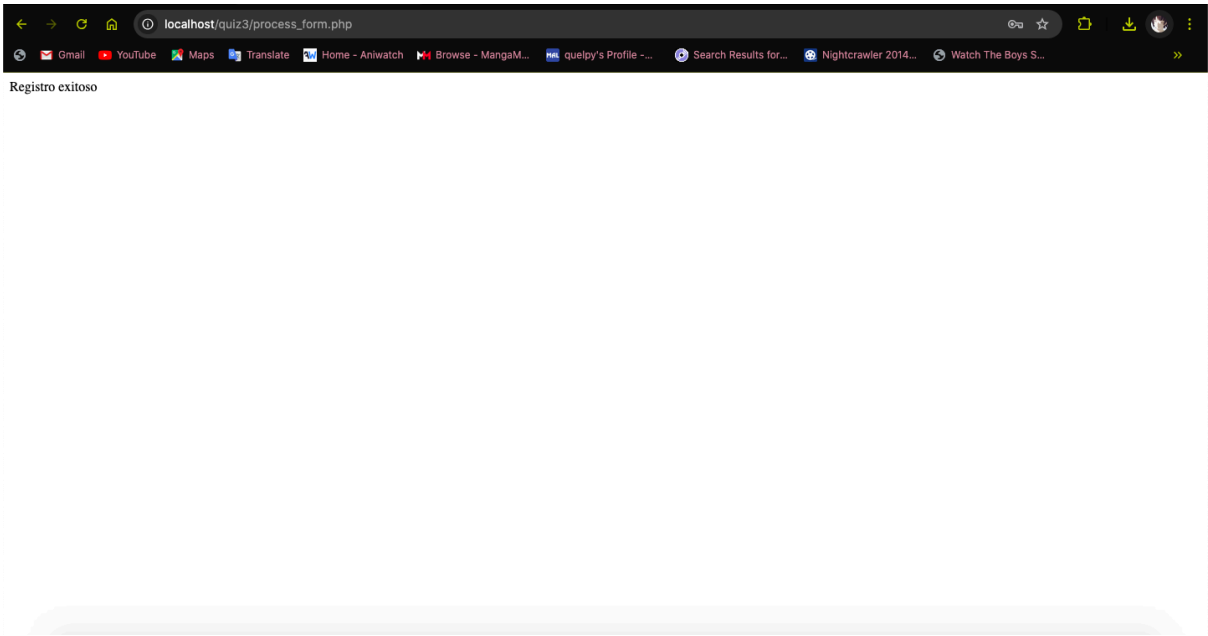 localhost/quiz3/process_form.php
Gmail YouTube Maps Translate Home - Aniwatch Browse - MangaM... quelpy's Profile -... Search Results for... Nightcrawler 2014... Watch The Boys S...
Registro exitoso